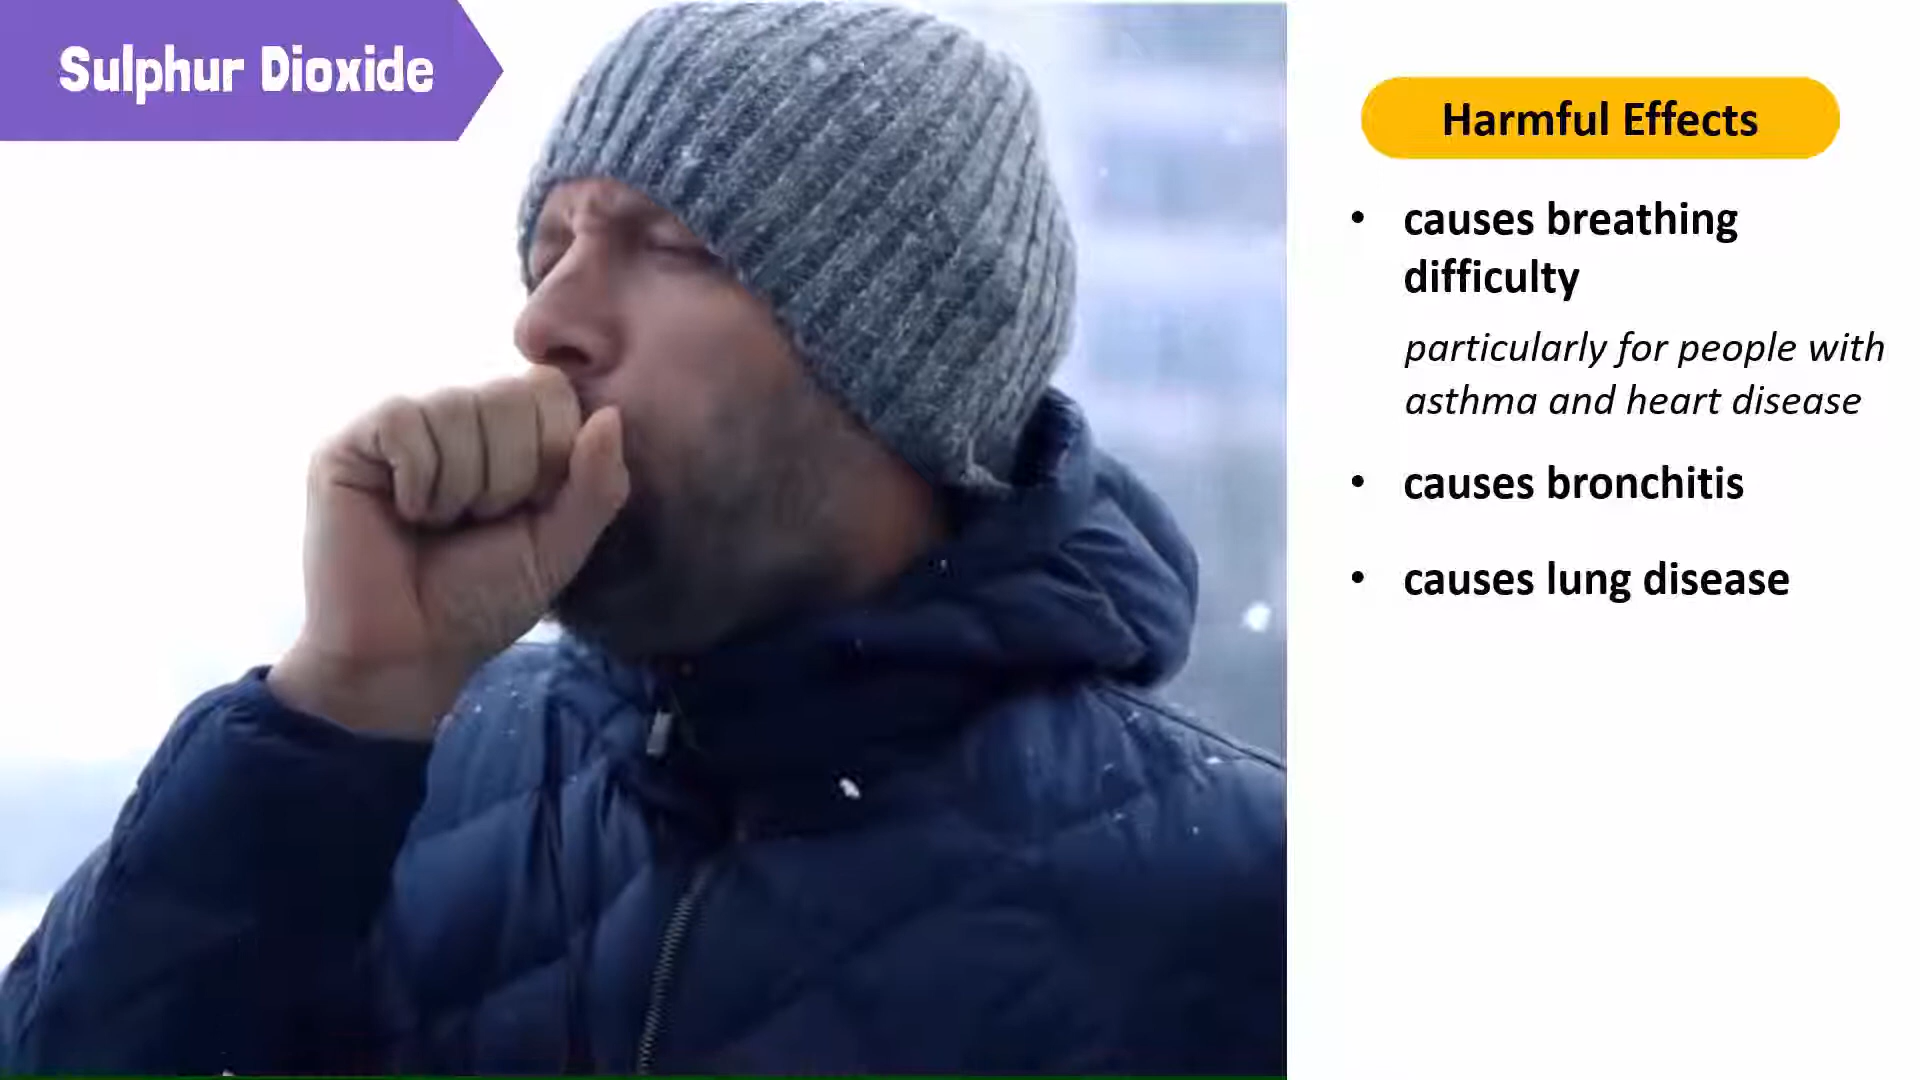 Sulphur Dioxide
Harmful Effects
• causes breathing
difficulty
particularly for people with
asthma and heart disease
• causes bronchitis
• causes lung disease